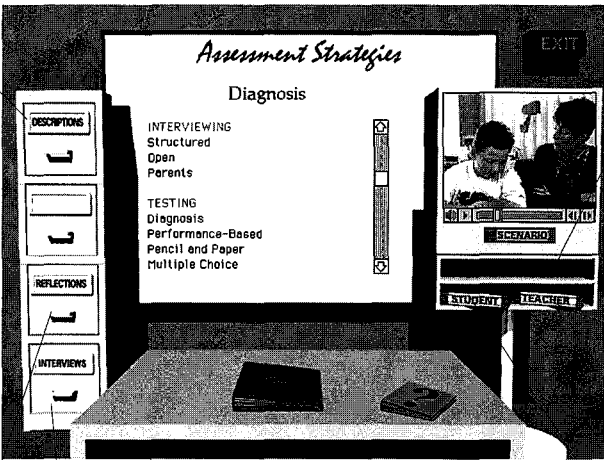 Assessment Strategies
EXIT
Diagnosis
DESCRIPTIONS
INTERVIEWING
Structured
Open
Parents
TESTING
Diagnosis
Performance-Based
Pencil and Paper
Multiple Choice
SCENARIO
REFLECTIONS
STUDENT
TEACHER
INTERVIEWS
?